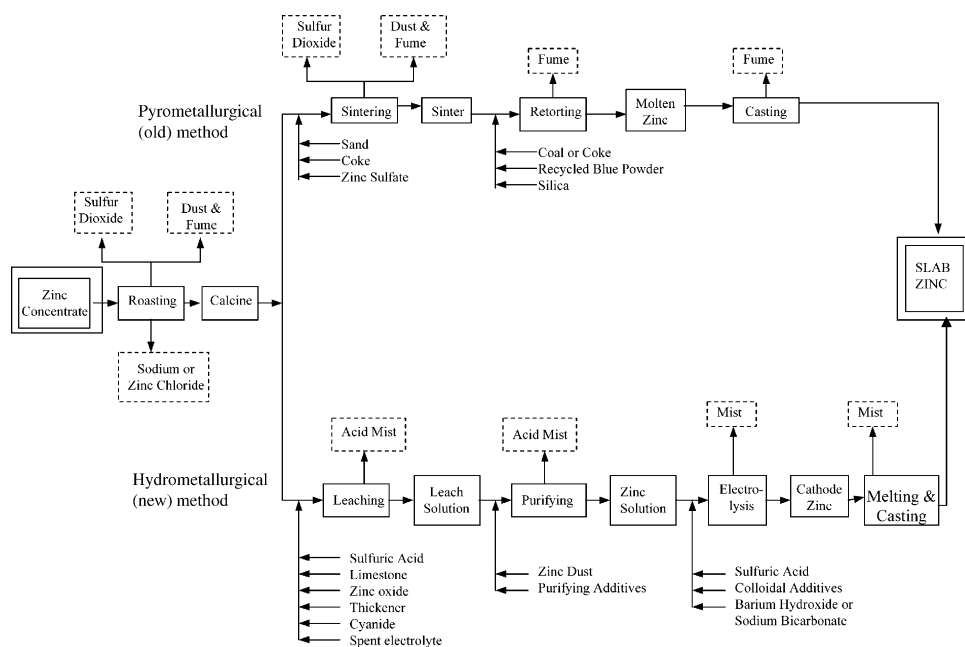 Sulfur
Dioxide
Dust &
Fume
Fume
Fume
Pyrometallurgical
(old) method
Sintering
Sinter
Retorting
Molten
Zinc
Casting
Sand
Coke
Zinc Sulfate
Coal or Coke
Recycled Blue Powder
Silica
Sulfur
Dioxide
Dust &
Fume
Zinc
Concentrate
Roasting
Calcine
SLAB
ZINC
Sodium or
Zinc Chloride
Acid Mist
Acid Mist
Mist
Mist
Hydrometallurgical
(new) method
Leaching
Leach
Solution
Purifying
Zinc
Solution
Electro-
lysis
Cathode
Zinc
Melting &
Casting
Sulfuric Acid
Limestone
Zinc oxide
Thickener
Cyanide
Spent electrolyte
Zinc Dust
Purifying Additives
Sulfuric Acid
Colloidal Additives
Barium Hydroxide or
Sodium Bicarbonate